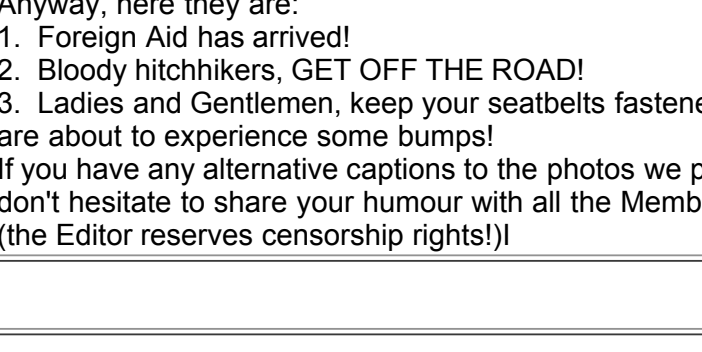 Anyway, here they are:
1. Foreign Aid has arrived!
2. Bloody hitchhikers, GET OFF THE ROAD!
3. Ladies and Gentlemen, keep your seatbelts fastene
are about to experience some bumps!
If you have any alternative captions to the photos we p
don't hesitate to share your humour with all the Memb
(the Editor reserves censorship rights!)I